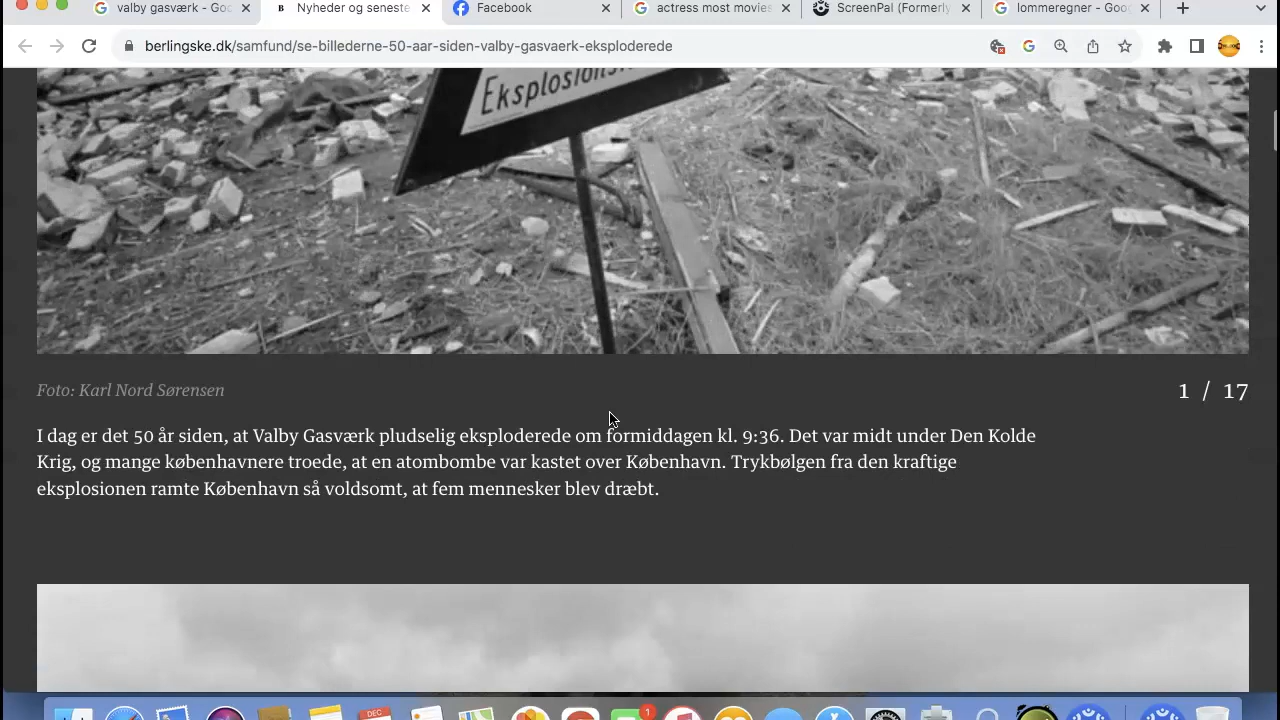 valby gasværk - Goo
Nyheder og seneste
Facebook
actress most movies
ScreenPal (Formerly
lommeregner - Goog
berlingske.dk/samfund/se-billederne-50-aar-siden-valby-gasvaerk-eksploderede
Foto: Karl Nord Sørensen
1 / 17
I dag er det 50 år siden, at Valby Gasværk pludselig eksploderede om formiddagen kl. 9:36. Det var midt under Den Kolde
Krig, og mange københavnere troede, at en atombombe var kastet over København. Trykbølgen fra den kraftige
eksplosionen ramte København så voldsomt, at fem mennesker blev dræbt.
DEC
1